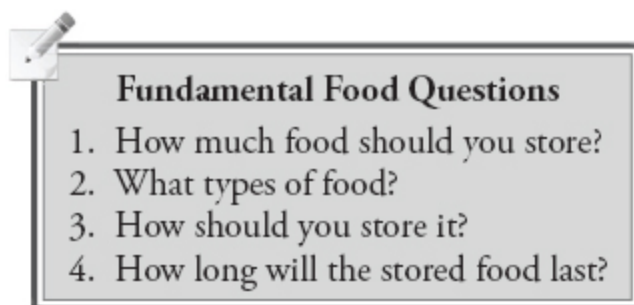 Fundamental Food Questions
1. How much food should you store?
2. What types of food?
3. How should you store it?
4. How long will the stored food last?